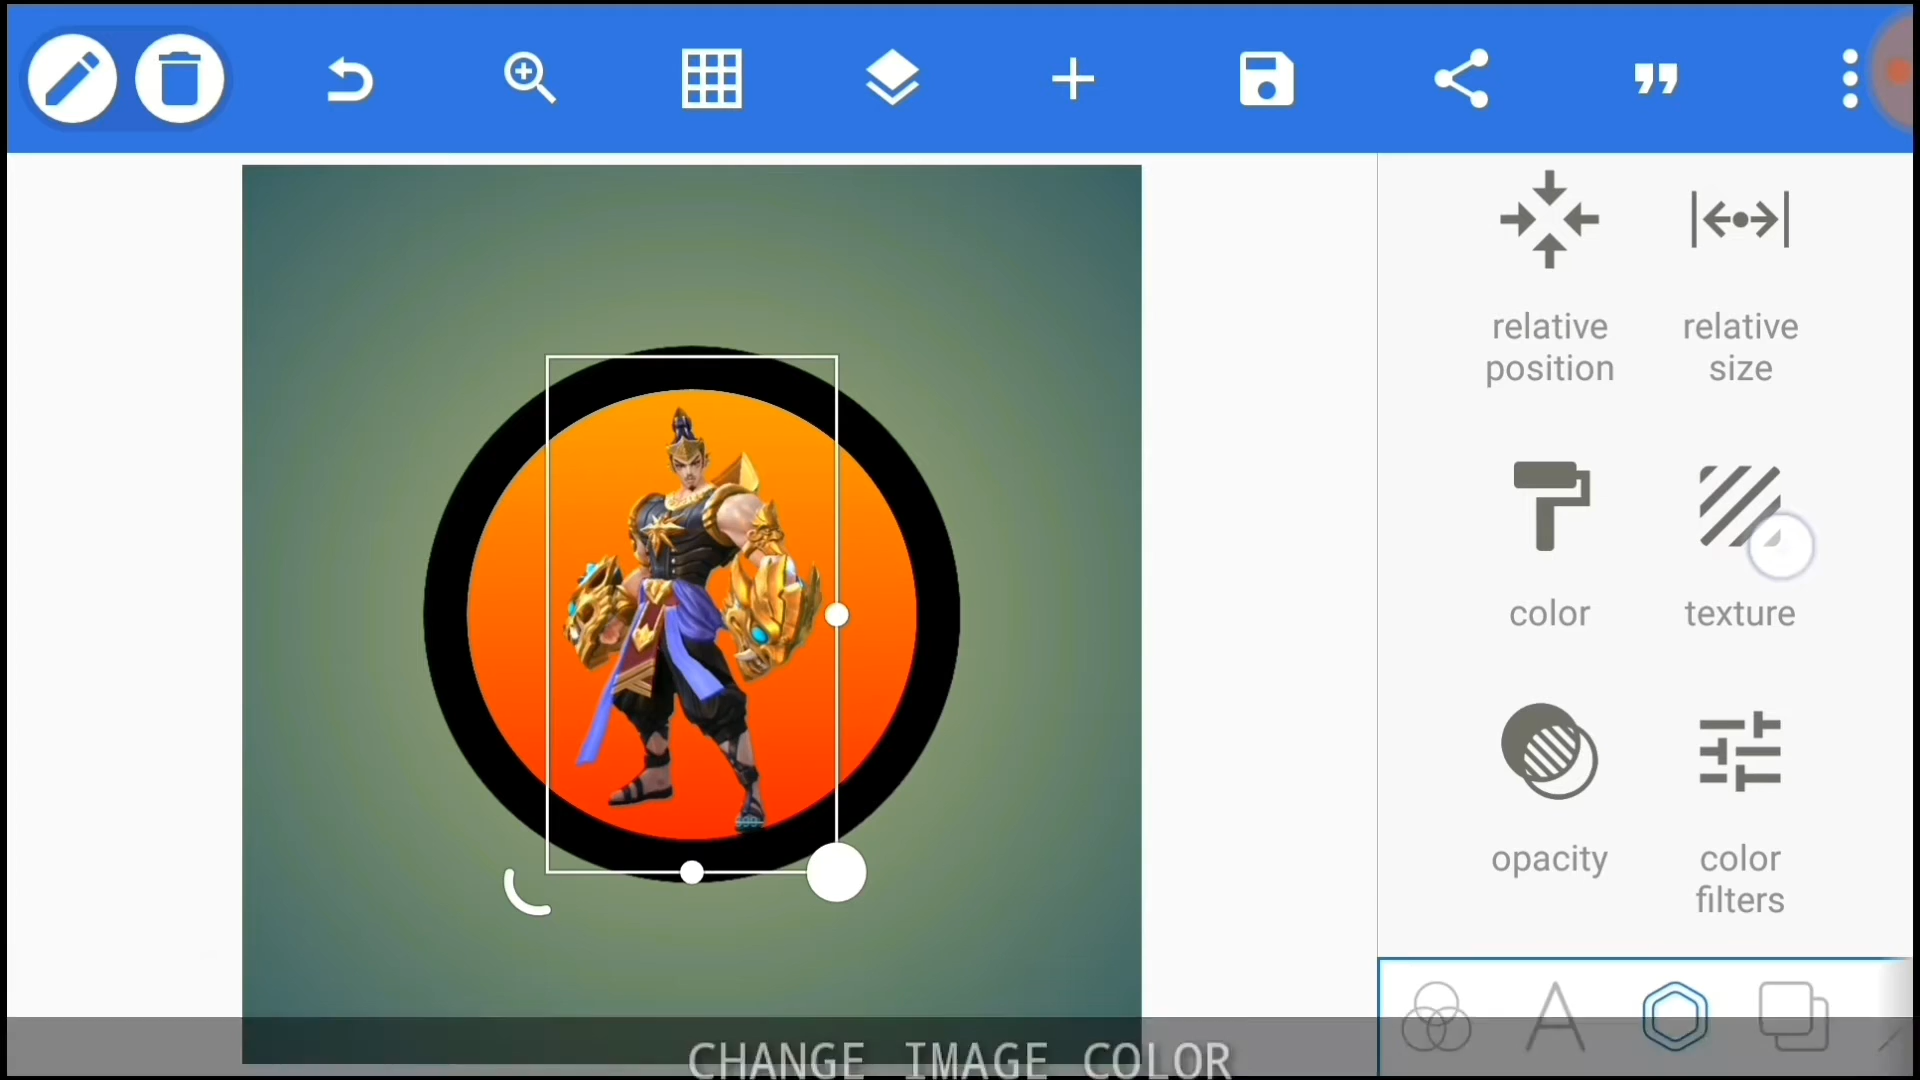 relative
position
relative
size
color
texture
opacity
color
filters
CHANGE IMAGE COLOR